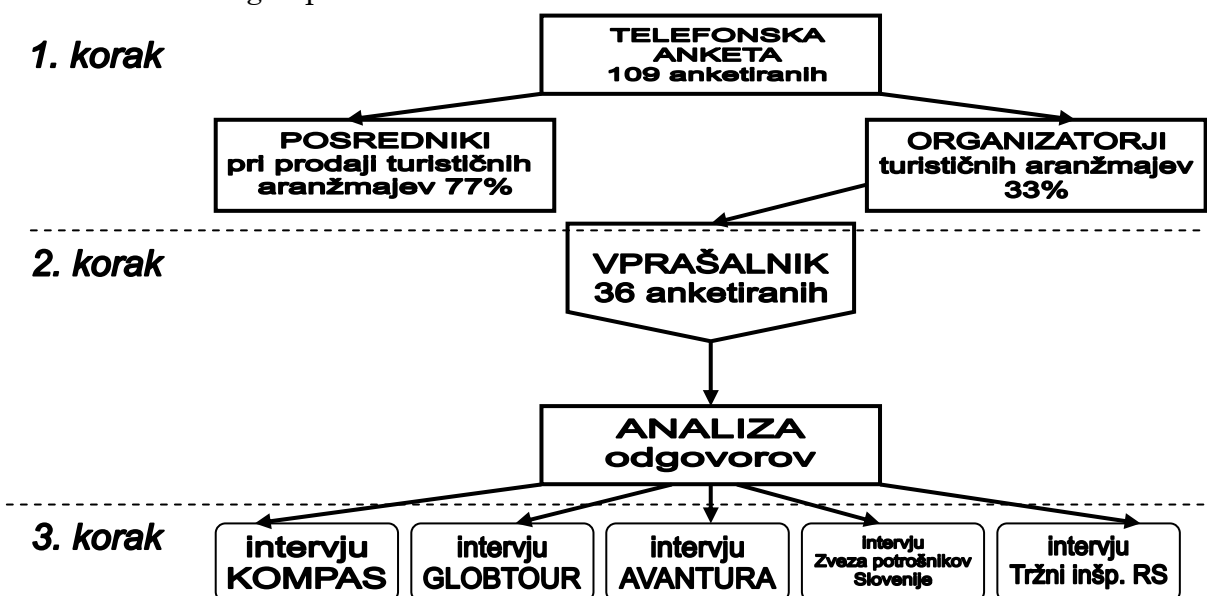 1. korak
TELEFONSKA
ANKETA
109 anketiranih
POSREDNIKI
pri prodaji turističnih
aranžmajev 77%
ORGANIZATORJI
turističnih aranžmajev
33%
2. korak
VPRAŠALNIK
36 anketiranih
ANALIZA
odgovorov
3. korak
intervju
KOMPAS
intervju
GLOBTOUR
intervju
AVANTURA
intervju
Zveza potrošnikov
Slovenije
intervju
Tržni inšp. RS